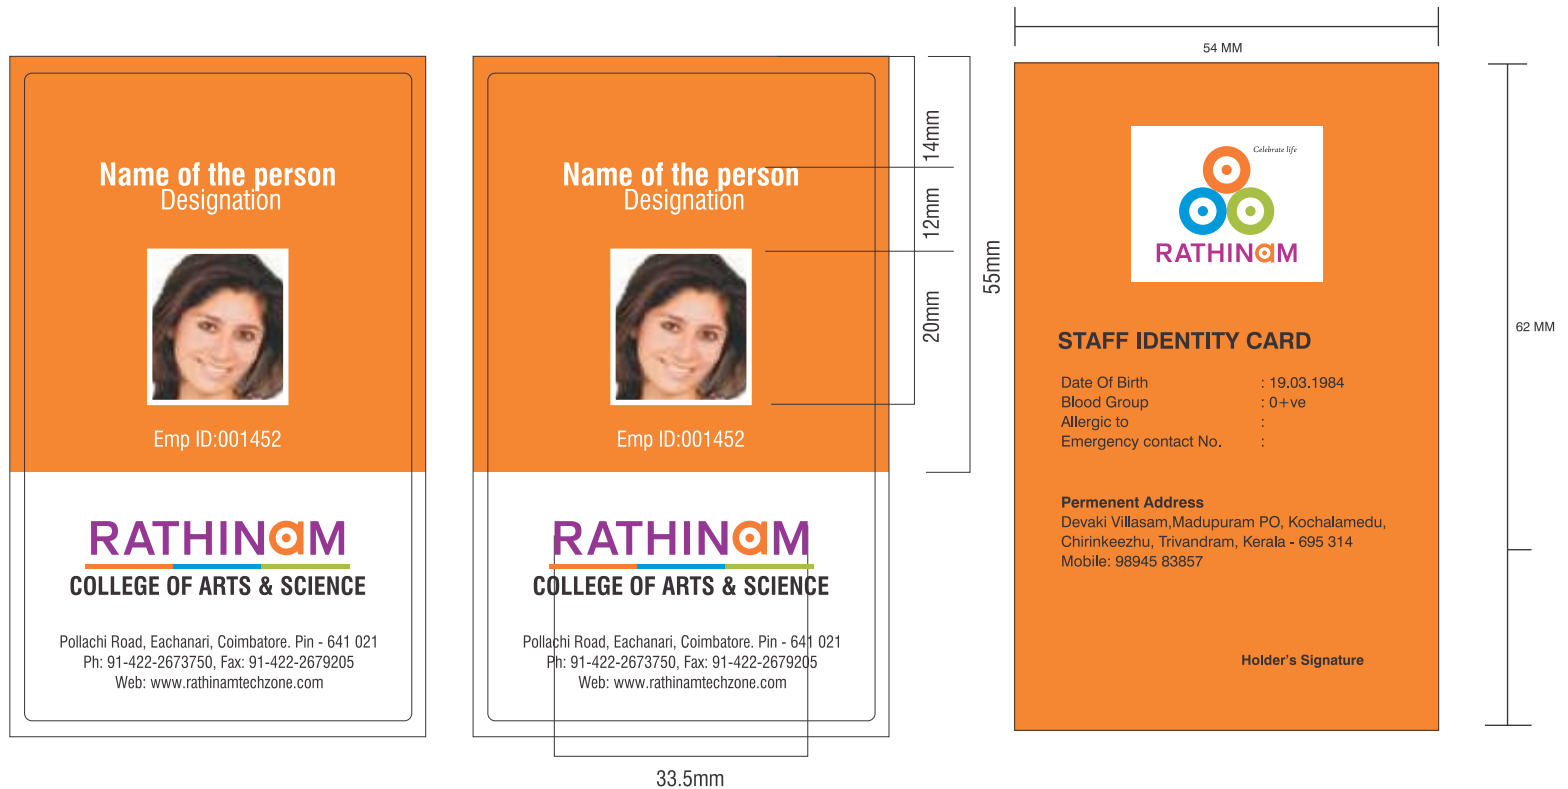 Name of the person
Designation
Emp ID:001452
RATHINaM
COLLEGE OF ARTS & SCIENCE
Pollachi Road, Eachanari, Coimbatore. Pin - 641 021
Ph: 91-422-2673750, Fax: 91-422-2679205
Web: www.rathinamtechzone.com
Name of the person
Designation
Emp ID:001452
RATHINaM
COLLEGE OF ARTS & SCIENCE
Pollachi Road, Eachanari, Coimbatore. Pin - 641 021
Ph: 91-422-2673750, Fax: 91-422-2679205
Web: www.rathinamtechzone.com
14mm
12mm
20mm
55mm
33.5mm
54 MM
Celebrate life
RATHINaM
STAFF IDENTITY CARD
Date Of Birth : 19.03.1984
Blood Group : 0+ve
Allergic to :
Emergency contact No. :
Permenent Address
Devaki Villasam,Madupuram PO, Kochalamedu,
Chirinkeezhu, Trivandram, Kerala - 695 314
Mobile: 98945 83857
Holder's Signature
62 MM